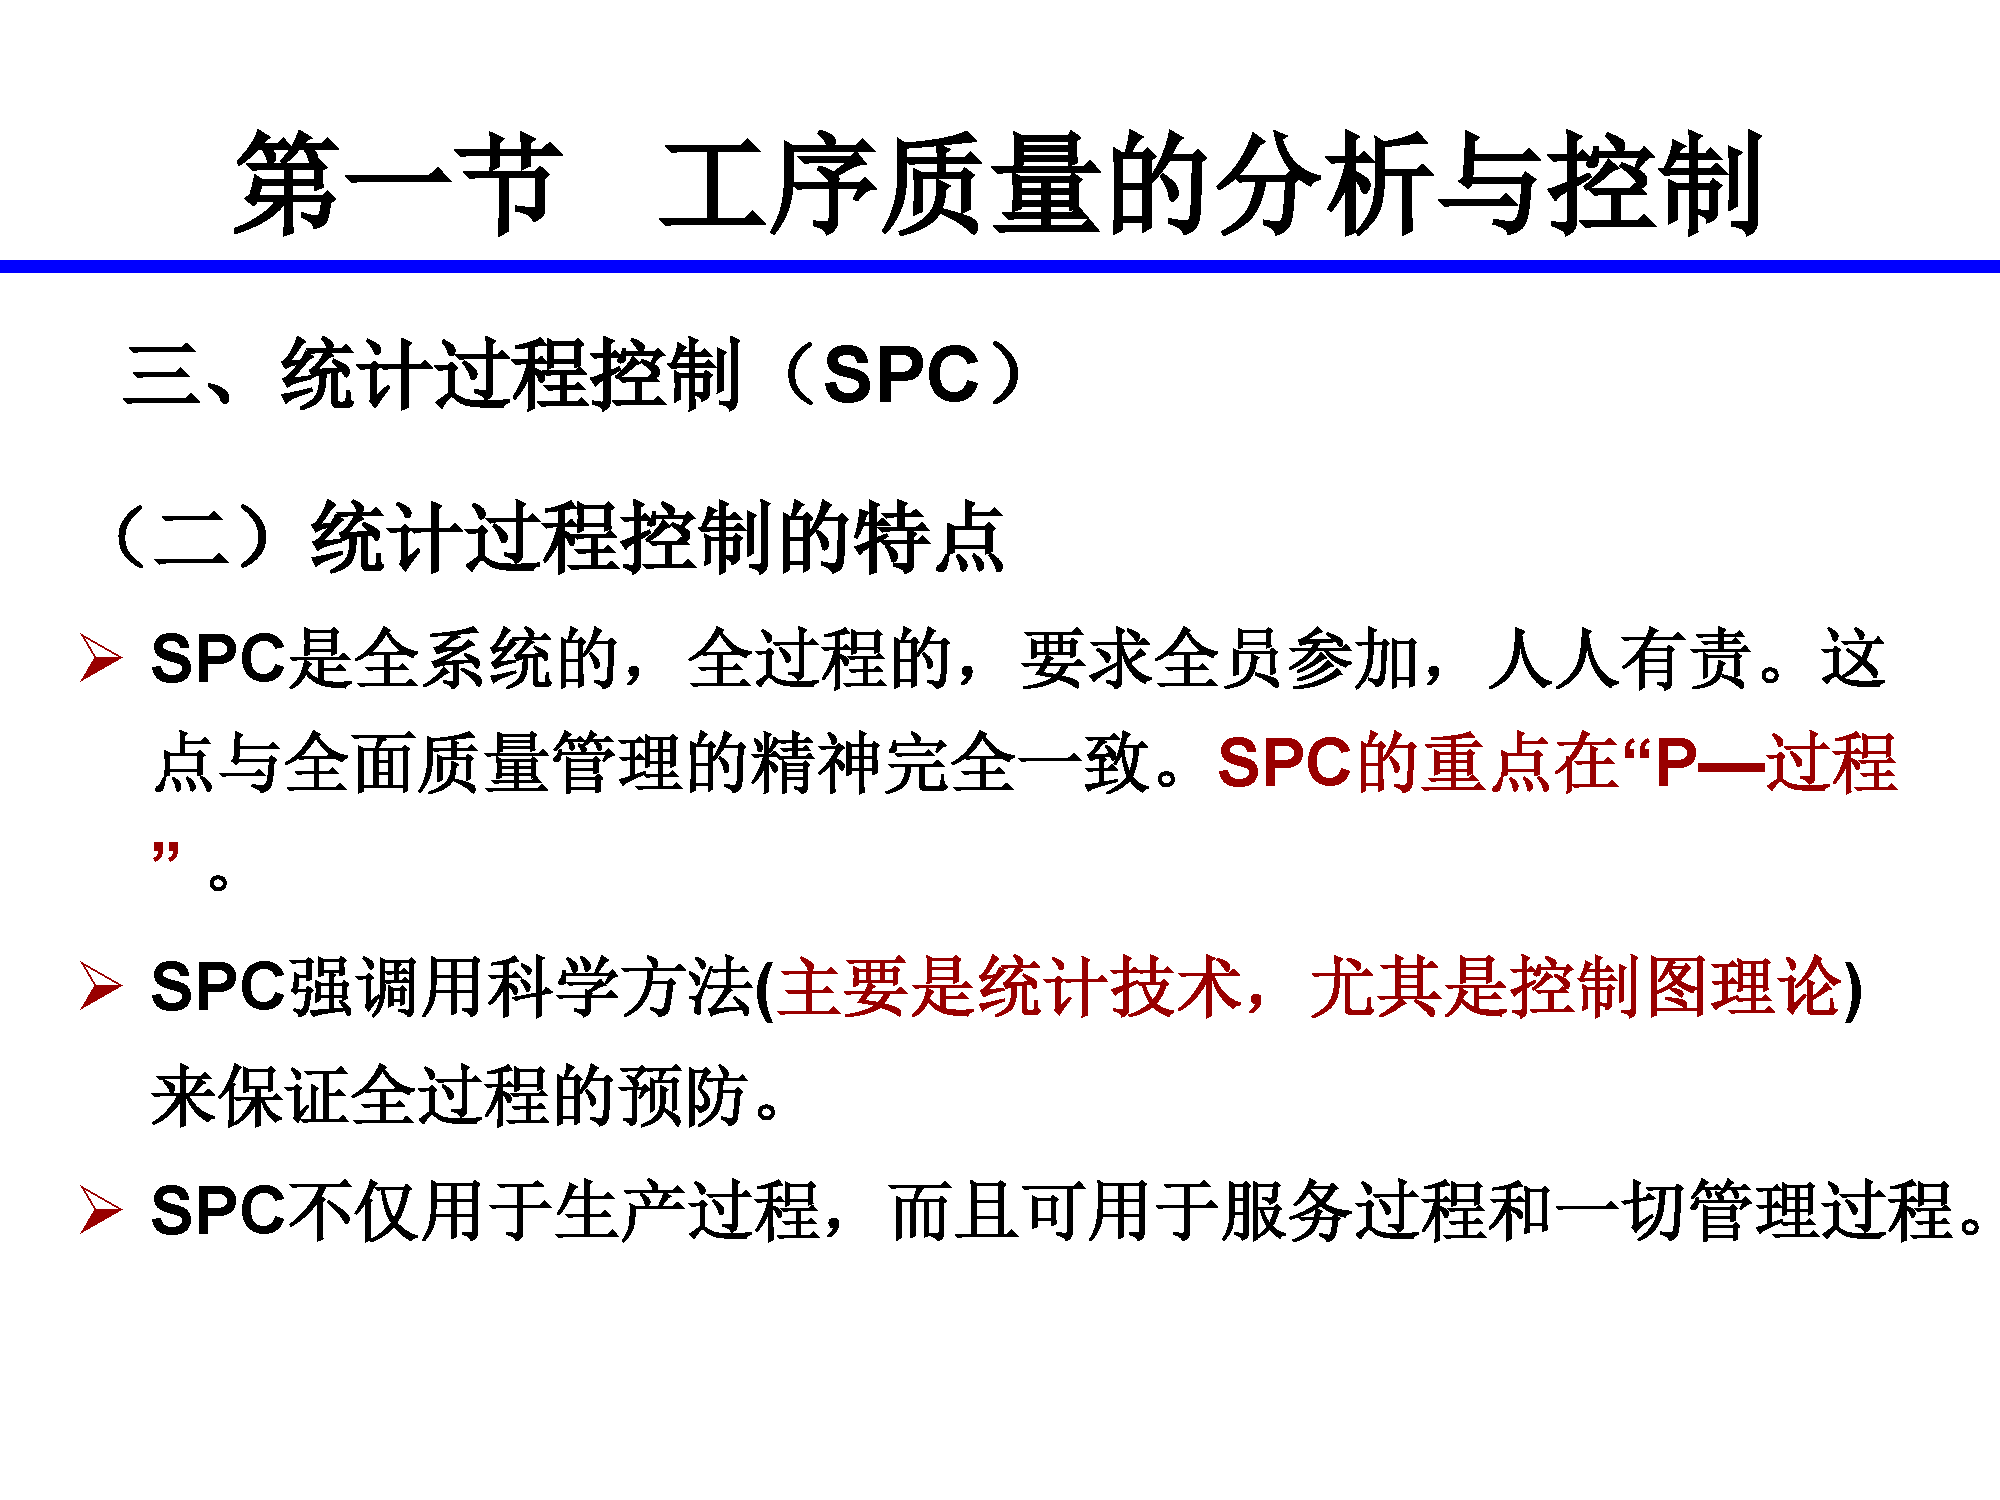 第一节 工序质量的分析与控制
三、统计过程控制（SPC）
（二）统计过程控制的特点
SPC是全系统的，全过程的，要求全员参加，人人有责。这
点与全面质量管理的精神完全一致。SPC的重点在“P—过程
”。
SPC强调用科学方法(主要是统计技术，尤其是控制图理论)
来保证全过程的预防。
SPC不仅用于生产过程，而且可用于服务过程和一切管理过程。